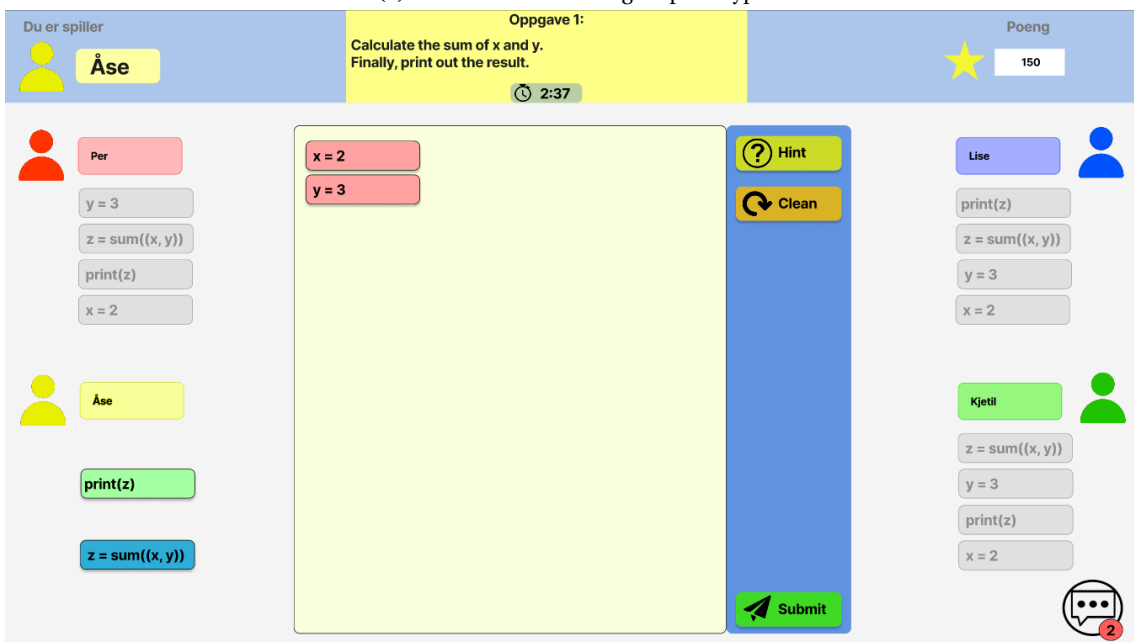 Du er spiller
Åse
Oppgave 1:
Calculate the sum of x and y.
Finally, print out the result.
2:37
Poeng
150
Per
y = 3
z = sum((x, y))
print(z)
x = 2
Åse
print(z)
z = sum((x, y))
x = 2
y = 3
Hint
Clean
Submit
Lise
print(z)
z = sum((x, y))
y = 3
x = 2
Kjetil
z = sum((x, y))
y = 3
print(z)
x = 2
2